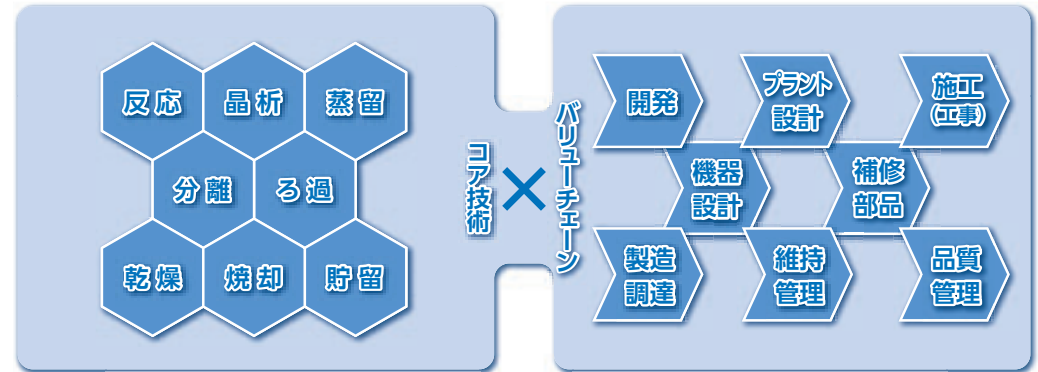 反応
晶析
蒸留
分離
ろ過
乾燥
焼却
貯留
コア技術
×
バリューチェーン
開発
プラント
設計
施工
(工事)
機器
設計
補修
部品
製造
調達
維持
管理
品質
管理